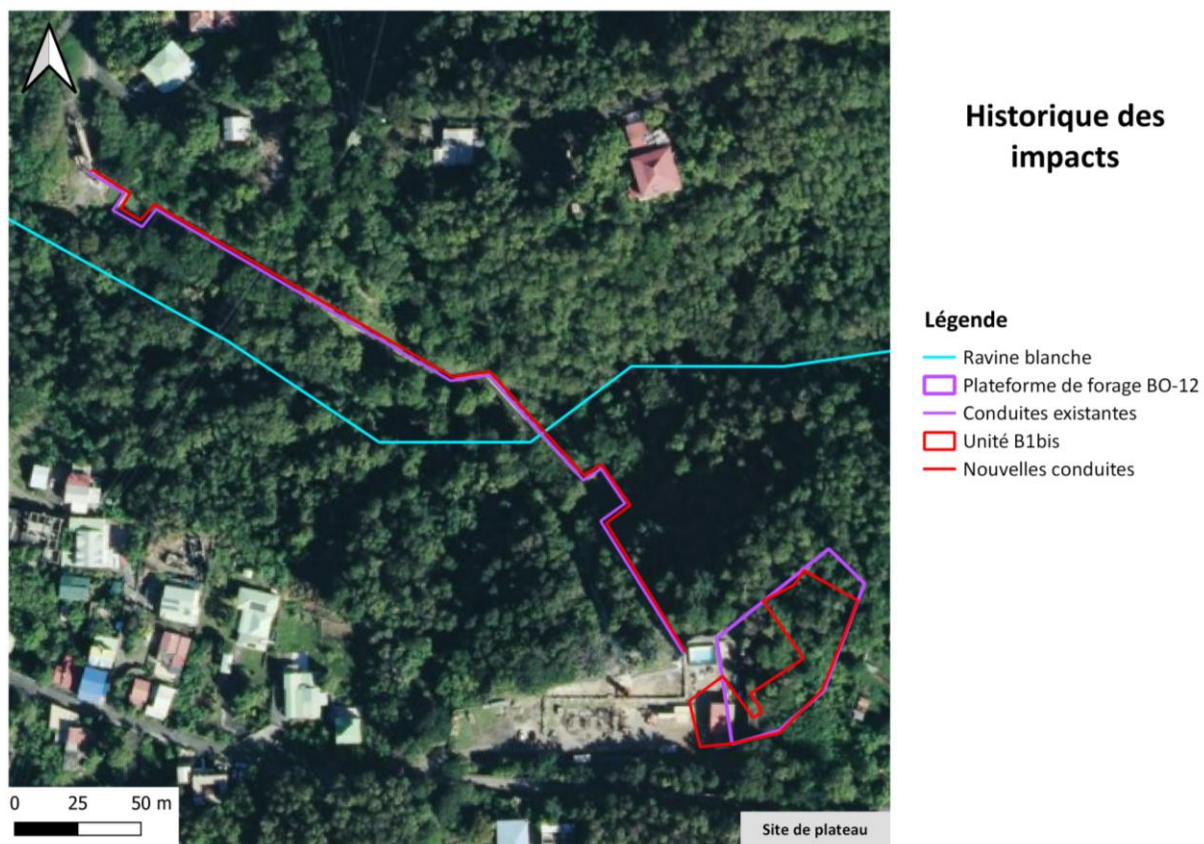 Historique des
impacts
Légende
Ravine blanche
Plateforme de forage BO-12
Conduites existantes
Unité B1bis
Nouvelles conduites
0 25 50 m
Site de plateau